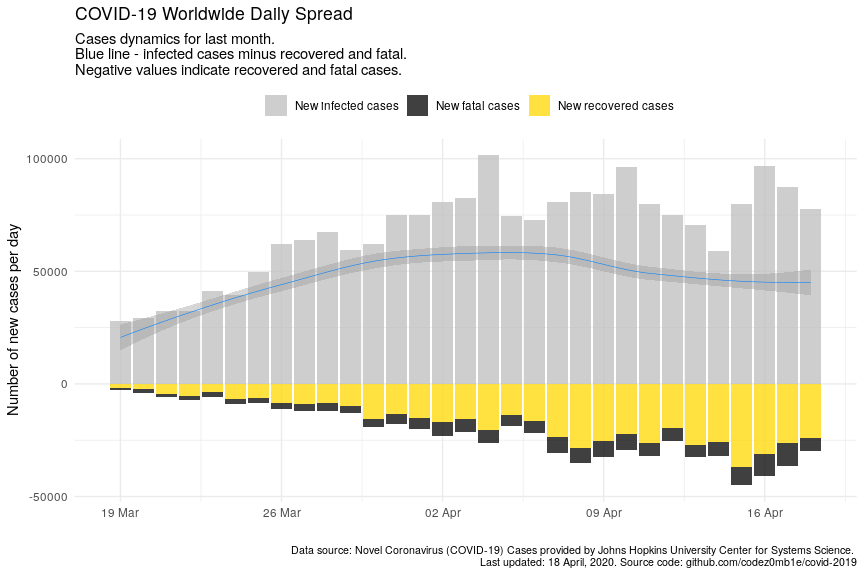 COVID-19 Worldwide Daily Spread
Cases dynamics for last month.
Blue line - infected cases minus recovered and fatal.
Negative values indicate recovered and fatal cases.
New infected cases New fatal cases New recovered cases
Number of new cases per day
100000
50000
0
-50000
19 Mar 26 Mar 02 Apr 09 Apr 16 Apr
Data source: Novel Coronavirus (COVID-19) Cases provided by Johns Hopkins University Center for Systems Science.
Last updated: 18 April, 2020. Source code: github.com/codez0mb1e/covid-2019